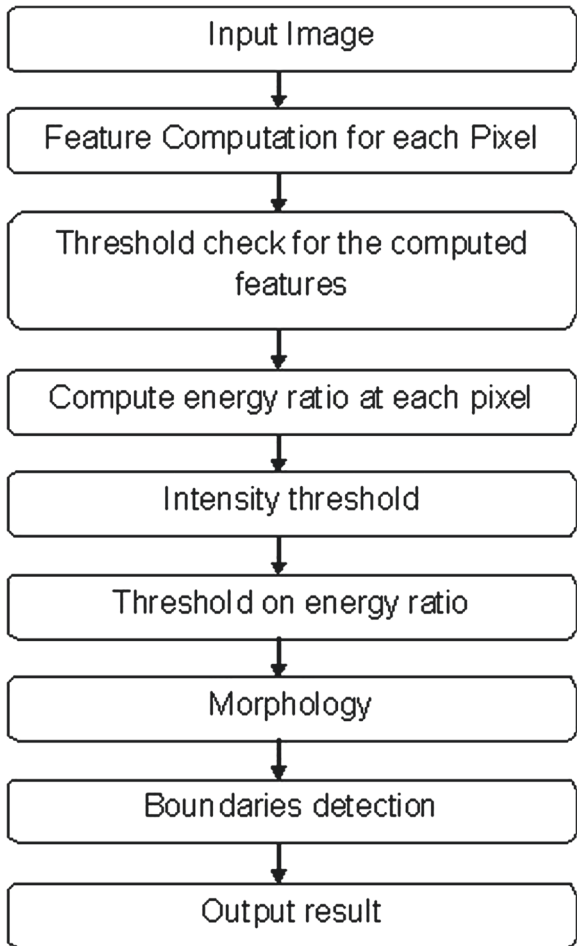 Input Image
Feature Computation for each Pixel
Threshold check for the computed
features
Compute energy ratio at each pixel
Intensity threshold
Threshold on energy ratio
Morphology
Boundaries detection
Output result